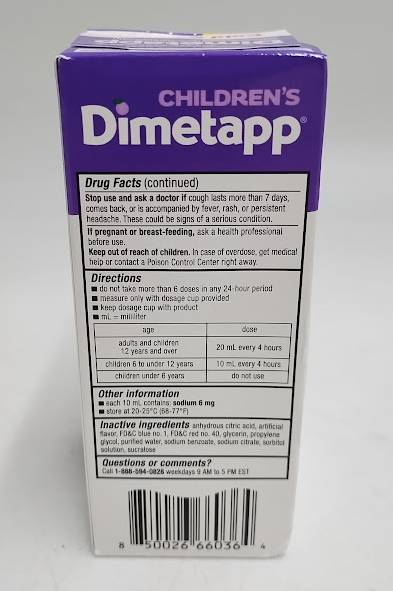 CHILDREN'S
Dimetapp®
Drug Facts (continued)
Stop use and ask a doctor if cough lasts more than 7 days,
comes back, or is accompanied by fever, rash, or persistent
headache. These could be signs of a serious condition.
If pregnant or breast-feeding, ask a health professional
before use.
Keep out of reach of children. In case of overdose, get medical
help or contact a Poison Control Center right away.
Directions
■ do not take more than 6 doses in any 24-hour period
■ measure only with dosage cup provided
■ keep dosage cup with product
■ mL = milliliter
age dose
adults and children
12 years and over 20 mL every 4 hours
children 6 to under 12 years 10 mL every 4 hours
children under 6 years do not use
Other information
■ each 10 mL contains: sodium 6 mg
■ store at 20-25°C (68-77°F)
Inactive ingredients anhydrous citric acid, artificial
flavor, FD&C blue no. 1, FD&C red no. 40, glycerin, propylene
glycol, purified water, sodium benzoate, sodium citrate, sorbitol
solution, sucralose
Questions or comments?
Call 1-888-594-0828 weekdays 9 AM to 5 PM EST
8 50026 66036 4